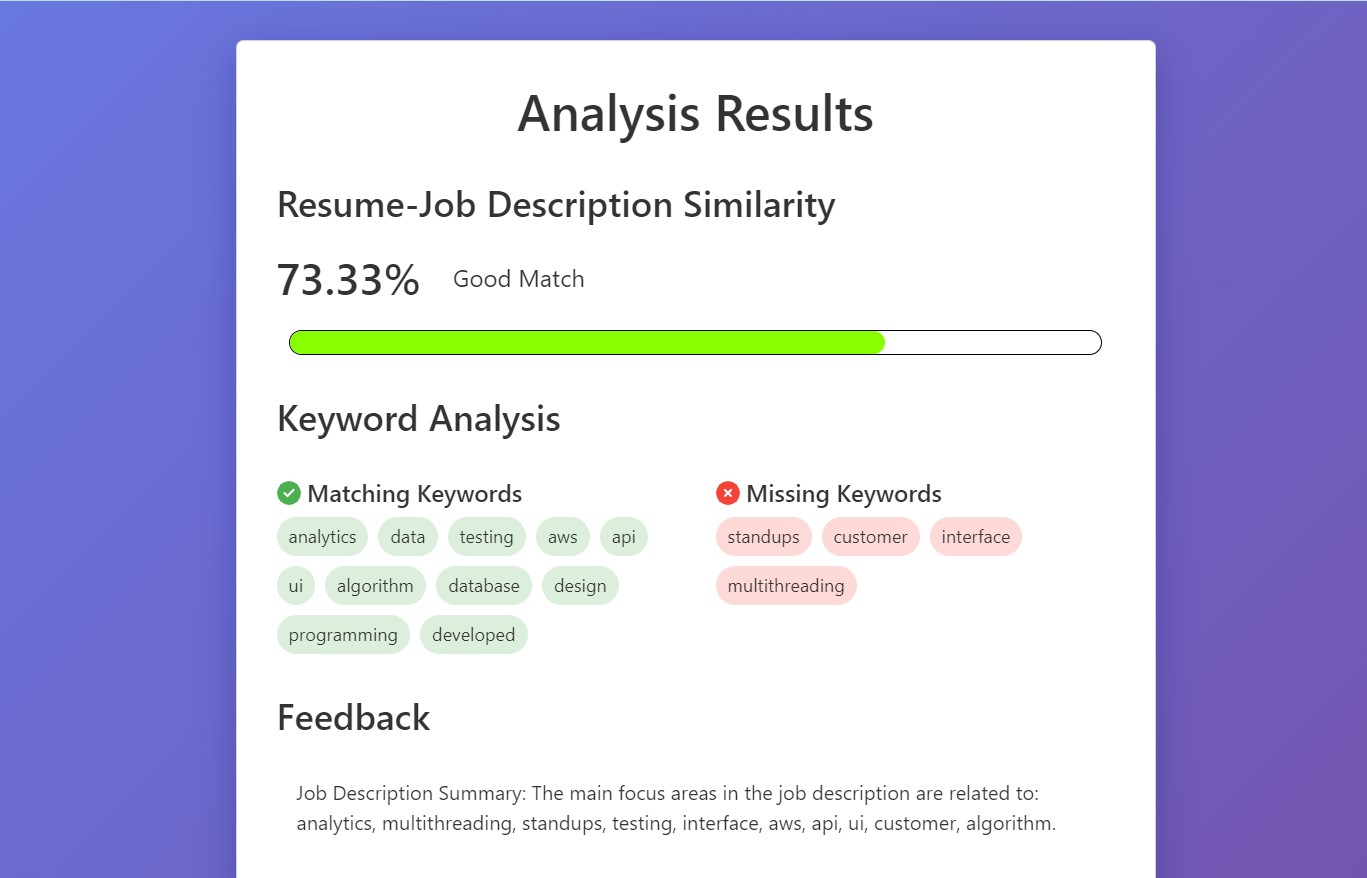 Analysis Results
Resume-Job Description Similarity
73.33% Good Match
Keyword Analysis
Matching Keywords
analytics data testing aws api
ui algorithm database design
programming developed
Missing Keywords
standups customer interface
multithreading
Feedback
Job Description Summary: The main focus areas in the job description are related to:
analytics, multithreading, standups, testing, interface, aws, api, ui, customer, algorithm.